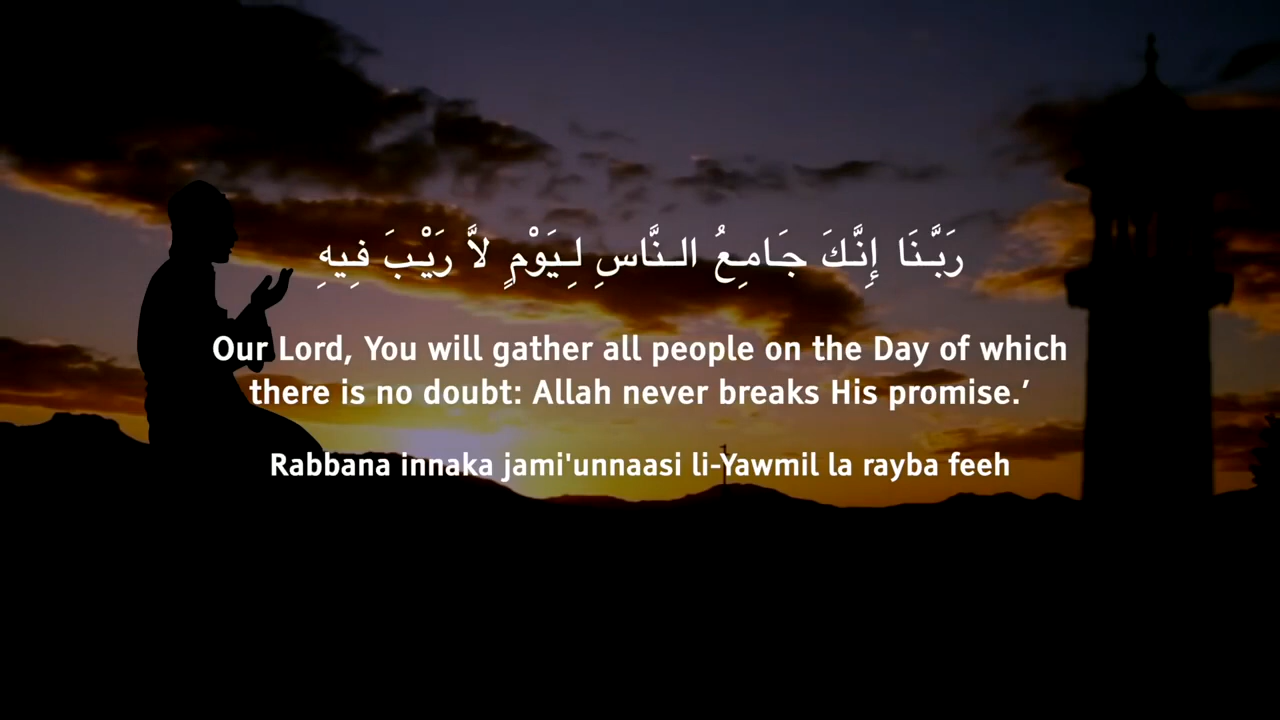 رَبَّنَا إِنَّكَ جَامِعُ النَّاسِ لِيَوْمٍ لاَّ رَيْبَ فِيهِ
Our Lord, You will gather all people on the Day of which
there is no doubt: Allah never breaks His promise.’
Rabbana innaka jami'unnaasi li-Yawmil la rayba feeh